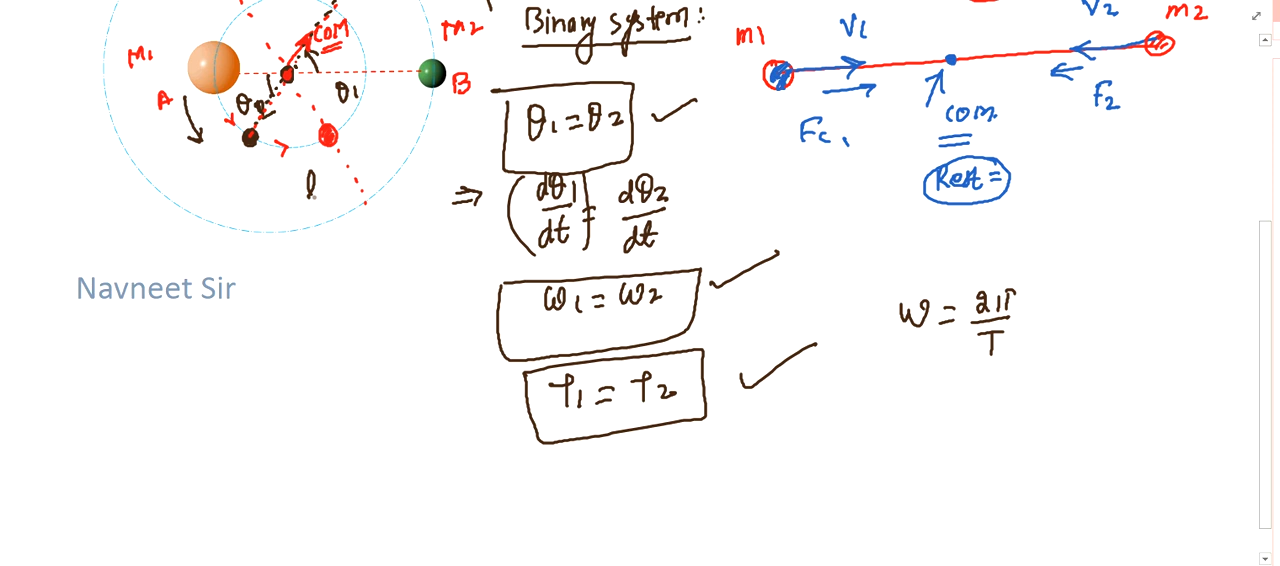 Binary system :
m1
A
COM
θ2
θ1
m2
B
l
θ1 = θ2
⇒ (dθ1/dt) = dθ2/dt
ω1 = ω2
T1 = T2
m1
V1
V2
m2
Fc1
COM
F2
Rest =
ω = 2π/T
Navneet Sir